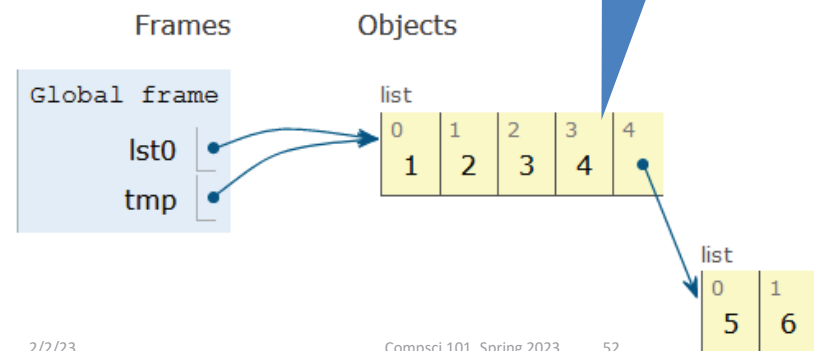 Frames Objects
Global frame
lst0
tmp
list
0 1 2 3 4
1 2 3 4
list
0 1
5 6
2/2/23 Compsci 101, Spring 2023 52